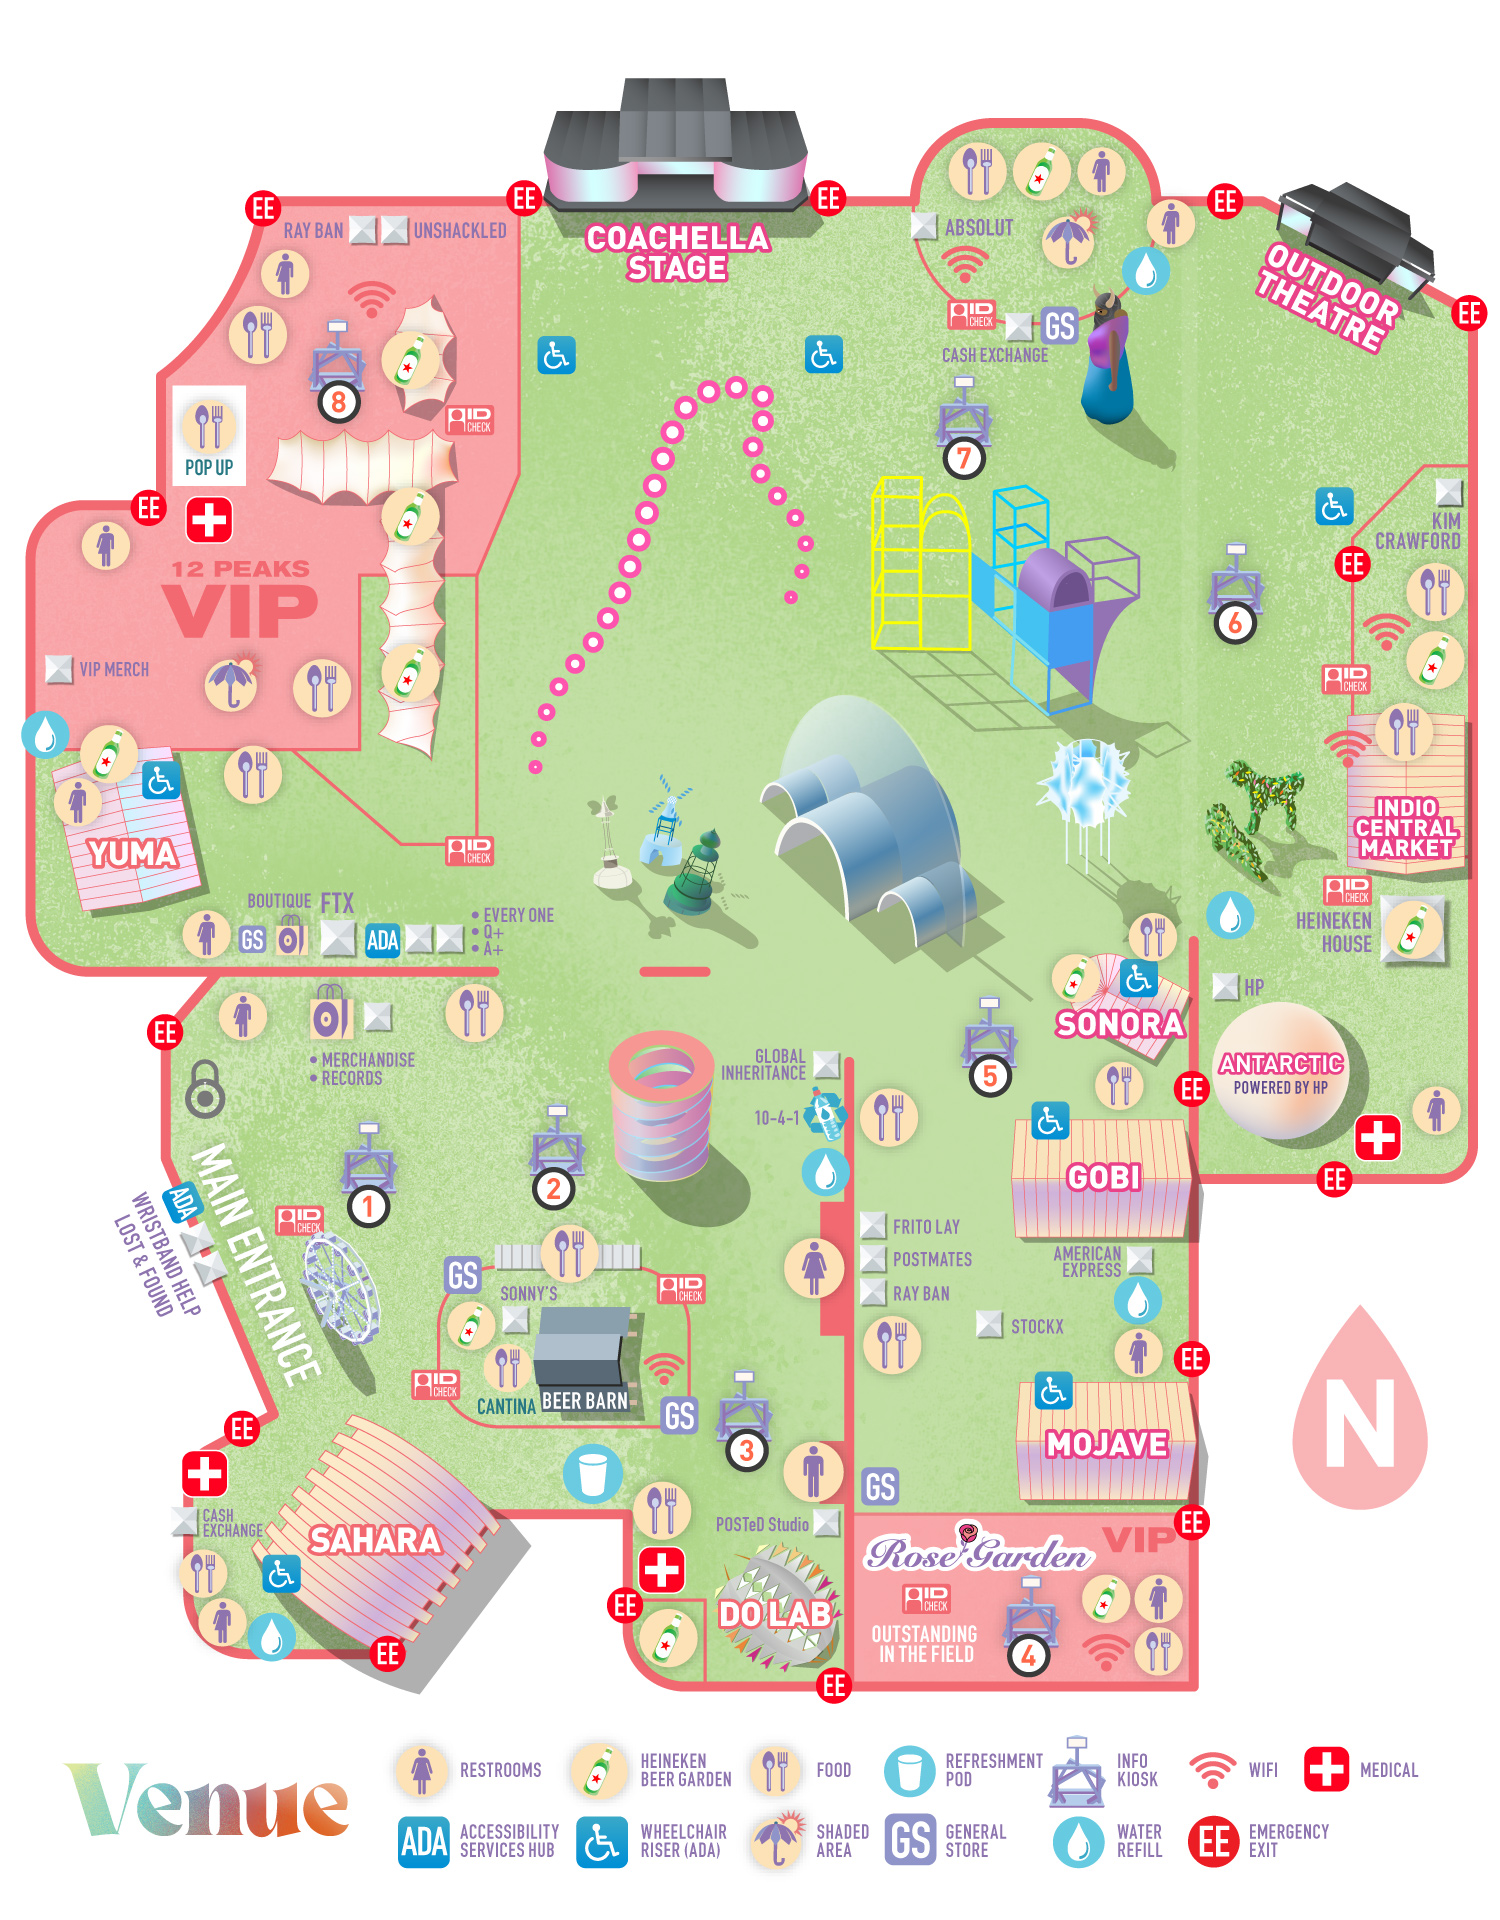 EE
EE
EE
EE
RAY BAN
UNSHACKLED
COACHELLA
STAGE
ABSOLUT
OUTDOOR
THEATRE
EE
ID
CHECK
GS
CASH EXCHANGE
8
ID
CHECK
7
POP UP
EE
KIM
CRAWFORD
EE
12 PEAKS
VIP
6
VIP MERCH
ID
CHECK
INDIO
CENTRAL
MARKET
YUMA
ID
CHECK
ID
CHECK
HEINEKEN
HOUSE
BOUTIQUE
FTX
GS
ADA
• EVERY ONE
• Q+
• A+
HP
SONORA
EE
• MERCHANDISE
• RECORDS
GLOBAL
INHERITANCE
5
ANTARCTIC
POWERED BY HP
EE
10-4-1
MAIN ENTRANCE
ADA
WRISTBAND HELP
LOST & FOUND
1
2
GOBI
EE
ID
CHECK
FRITO LAY
POSTMATES
RAY BAN
AMERICAN
EXPRESS
GS
SONNY'S
ID
CHECK
STOCKX
EE
ID
CHECK
CANTINA
BEER BARN
GS
3
MOJAVE
N
EE
GS
CASH
EXCHANGE
SAHARA
POSTeD Studio
Rose Garden
VIP
EE
EE
EE
DO LAB
ID
CHECK
OUTSTANDING
IN THE FIELD
4
EE
Venue
RESTROOMS
HEINEKEN
BEER GARDEN
FOOD
REFRESHMENT
POD
INFO
KIOSK
WIFI
MEDICAL
ADA
ACCESSIBILITY
SERVICES HUB
WHEELCHAIR
RISER (ADA)
SHADED
AREA
GS
GENERAL
STORE
WATER
REFILL
EE
EMERGENCY
EXIT